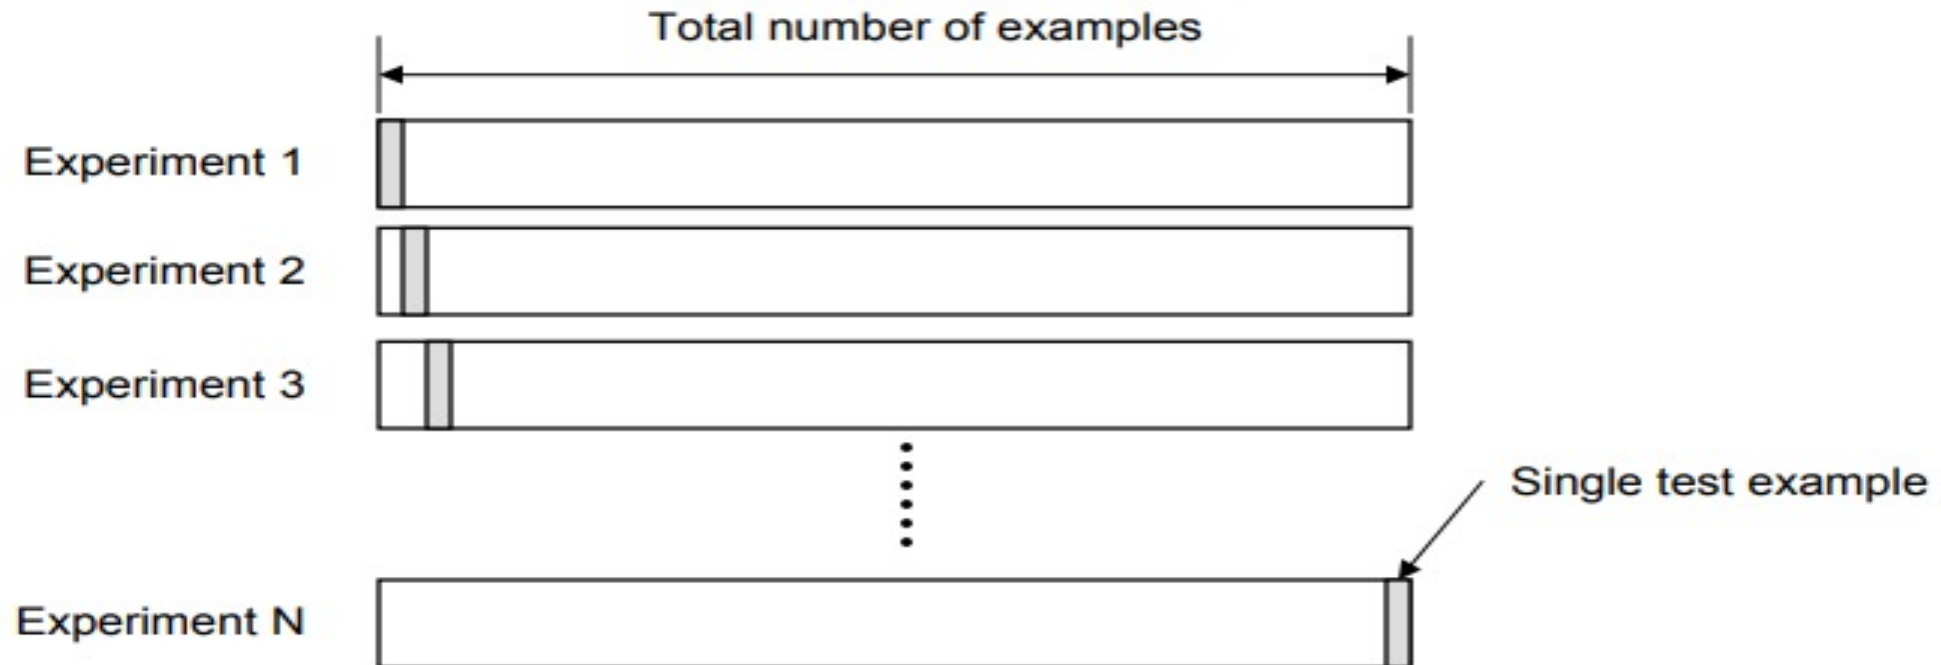 Total number of examples
Experiment 1
Experiment 2
Experiment 3
Single test example
Experiment N